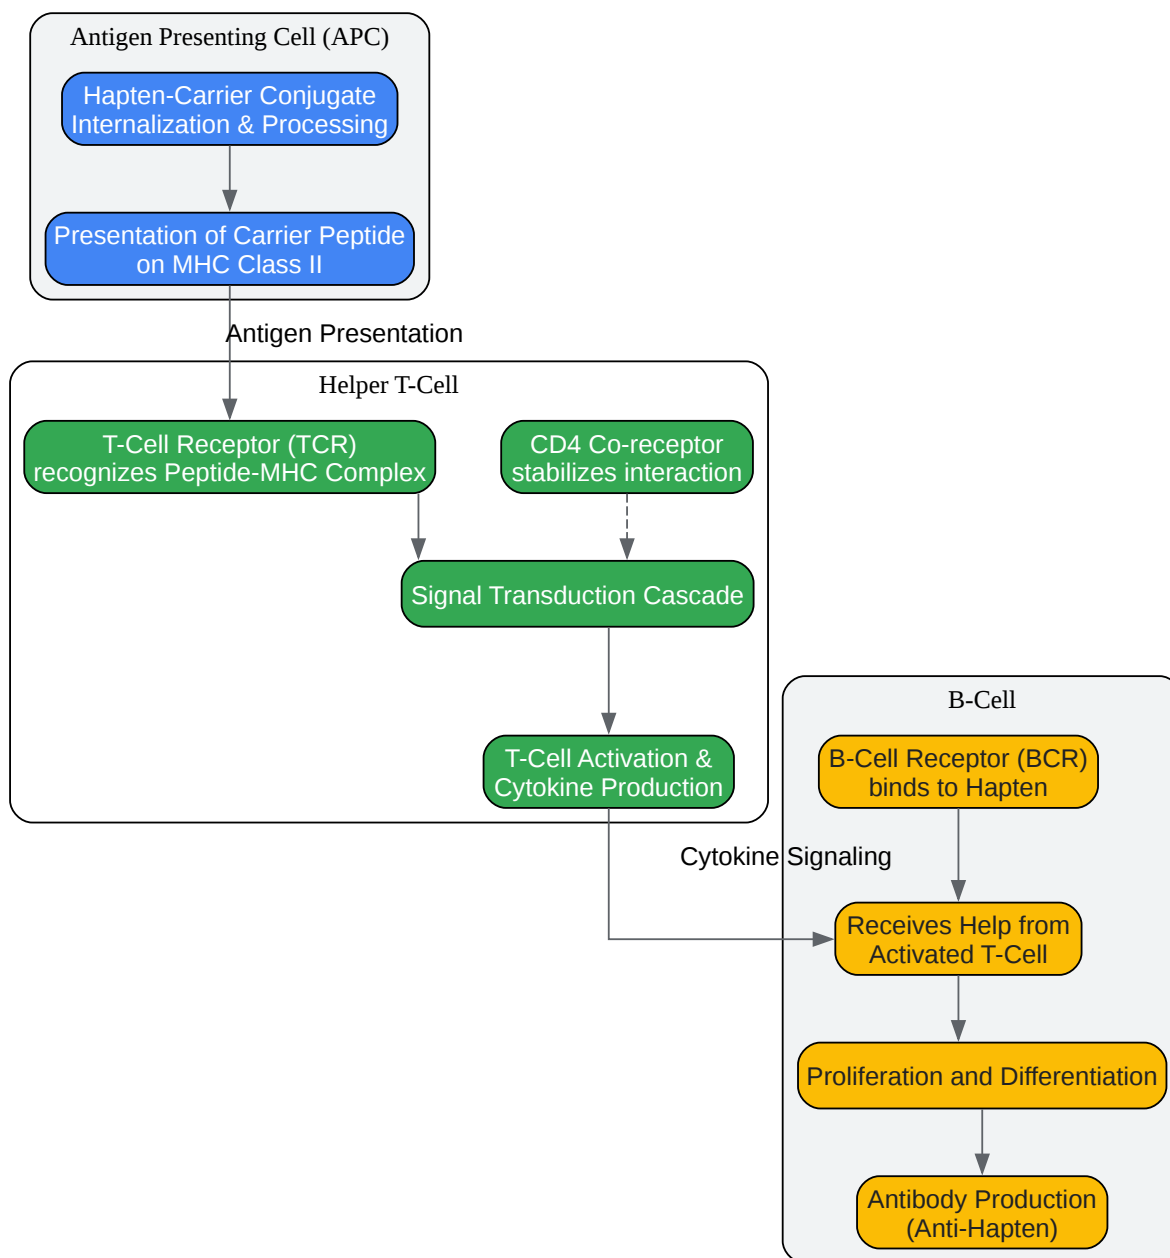 Antigen Presenting Cell (APC)
Hapten-Carrier Conjugate
Internalization & Processing
Presentation of Carrier Peptide
on MHC Class II
Antigen Presentation
Helper T-Cell
T-Cell Receptor (TCR)
recognizes Peptide-MHC Complex
CD4 Co-receptor
stabilizes interaction
Signal Transduction Cascade
T-Cell Activation &
Cytokine Production
B-Cell
B-Cell Receptor (BCR)
binds to Hapten
Cytokine Signaling
Receives Help from
Activated T-Cell
Proliferation and Differentiation
Antibody Production
(Anti-Hapten)